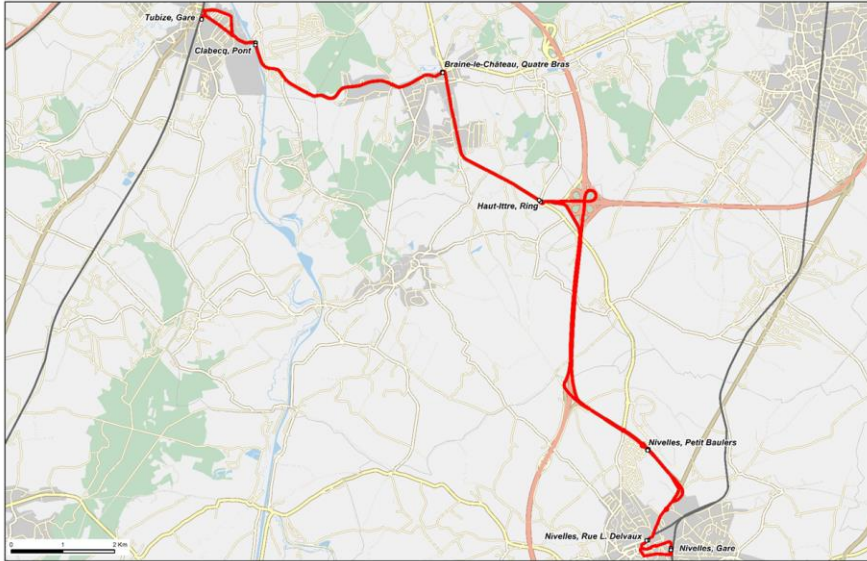 Tubize, Gare
Clabecq, Pont
Braine-le-Château, Quatre Bras
Haut-Ittre, Ring
Nivelles, Petit Baulers
Nivelles, Rue L. Delvaux
Nivelles, Gare
0 1 2 Km